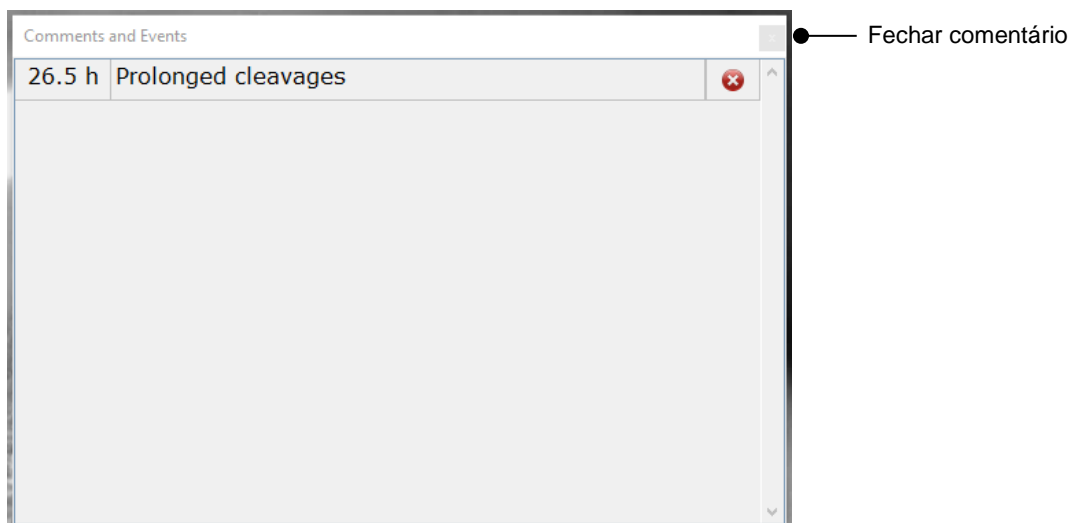 Comments and Events
Fechar comentário
26.5 h Prolonged cleavages